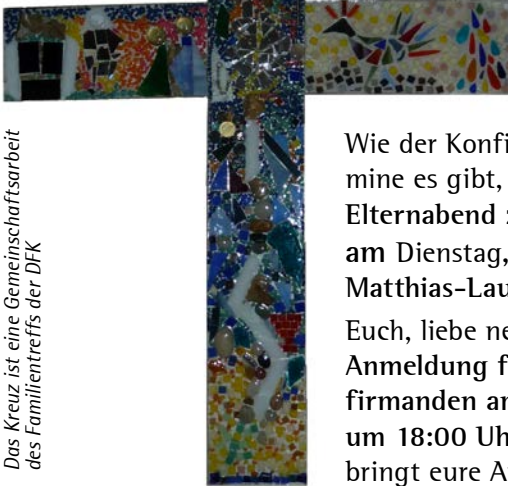 Das Kreuz ist eine Gemeinschaftsarbeit
des Familientreffs der DFK
Wie der Konfi
mine es gibt,
Elternabend
am Dienstag,
Matthias-Lau
Euch, liebe ne
Anmeldung f
firmanden an
um 18:00 Uh
bringt eure A